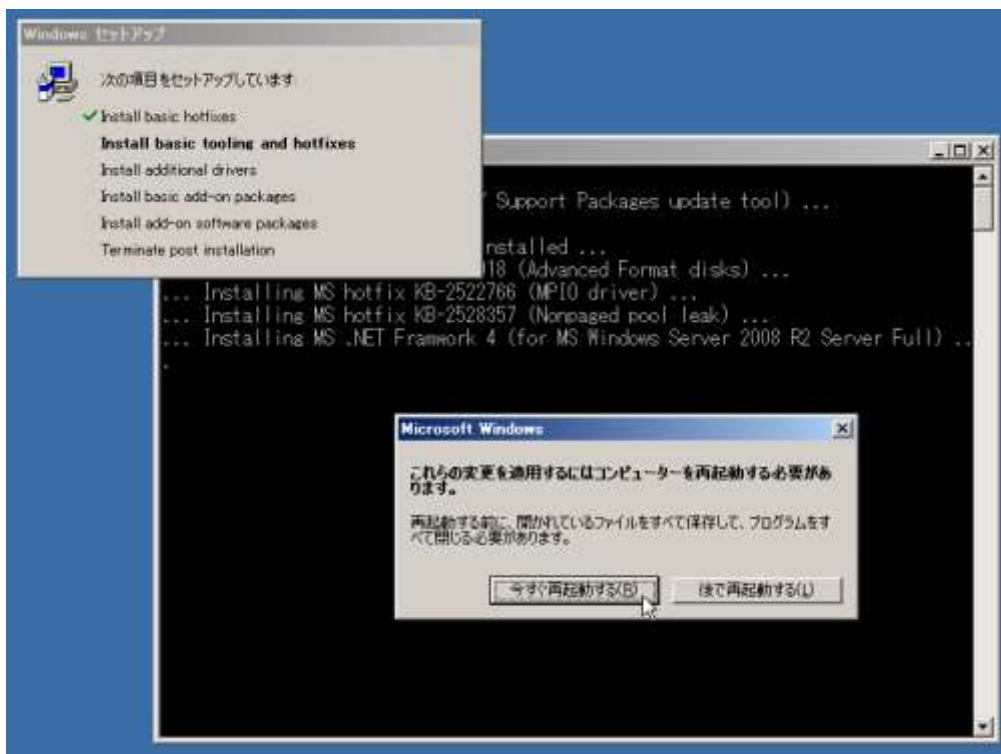 Windows セットアップ
次の項目をセットアップしています
Install basic hotfixes
Install basic tooling and hotfixes
Install additional drivers
Install basic add-on packages
Install add-on software packages
Terminate post installation
Support Packages update tool) ...
nstalled ...
18 (Advanced Format disks) ...
... Installing MS hotfix KB-2522766 (MPIO driver) ...
... Installing MS hotfix KB-2528357 (Nonpaged pool leak) ...
... Installing MS .NET Framwork 4 (for MS Windows Server 2008 R2 Server Full) ..
.
Microsoft Windows
これらの変更を適用するにはコンピューターを再起動する必要があ
ります。
再起動する前に、開かれているファイルをすべて保存して、プログラムをす
べて閉じる必要があります。
今すぐ再起動する(R)
後で再起動する(L)